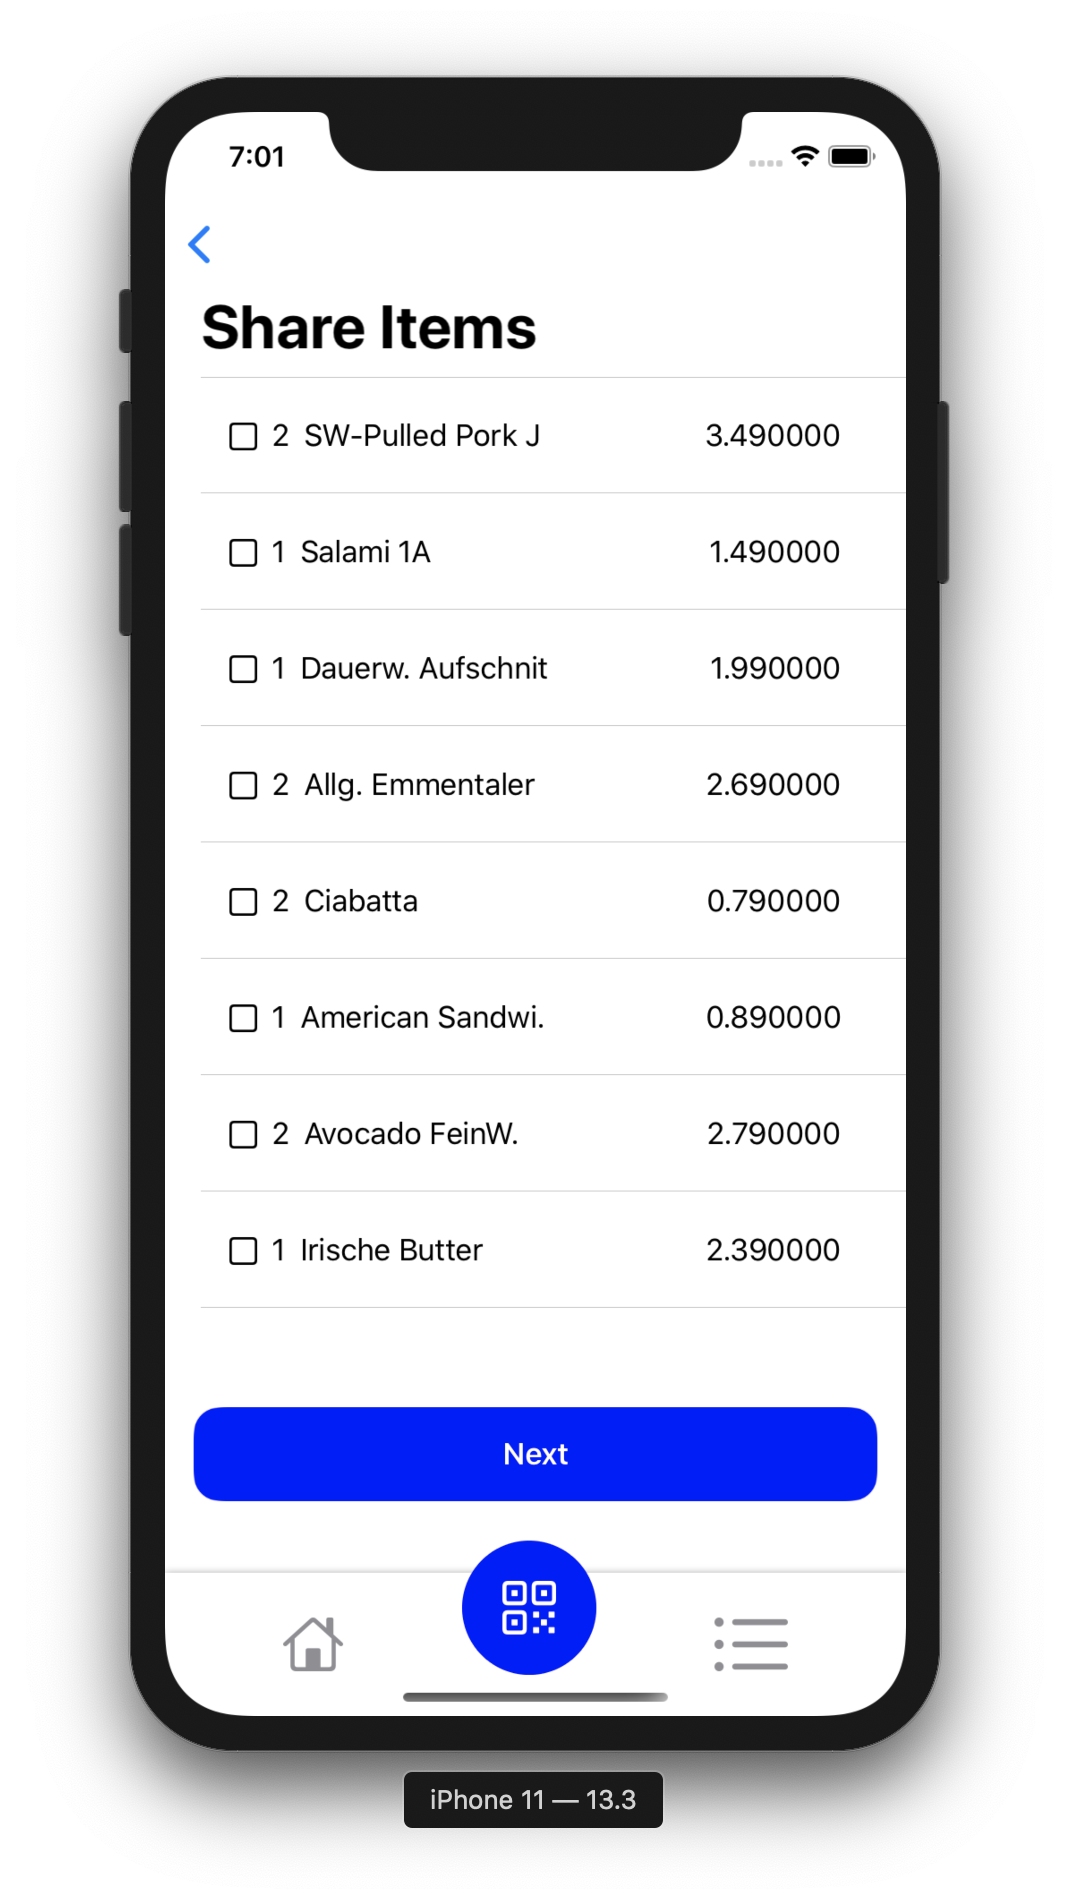 7:01
Share Items
2 SW-Pulled Pork J 3.490000
1 Salami 1A 1.490000
1 Dauerw. Aufschnit 1.990000
2 Allg. Emmentaler 2.690000
2 Ciabatta 0.790000
1 American Sandwi. 0.890000
2 Avocado FeinW. 2.790000
1 Irische Butter 2.390000
Next
iPhone 11 — 13.3